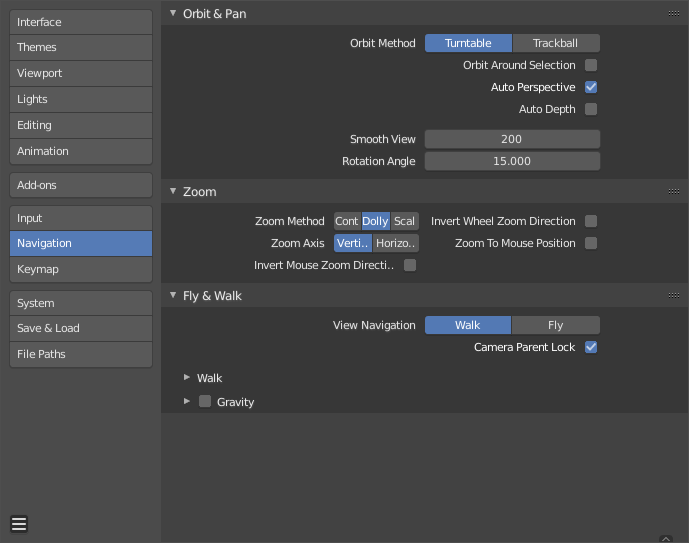 Interface
Themes
Viewport
Lights
Editing
Animation
Add-ons
Input
Navigation
Keymap
System
Save & Load
File Paths
Orbit & Pan
Orbit Method Turntable Trackball
Orbit Around Selection
Auto Perspective
Auto Depth
Smooth View 200
Rotation Angle 15.000
Zoom
Zoom Method Cont Dolly Scal Invert Wheel Zoom Direction
Zoom Axis Verti.. Horizo.. Zoom To Mouse Position
Invert Mouse Zoom Directi..
Fly & Walk
View Navigation Walk Fly
Camera Parent Lock
Walk
Gravity